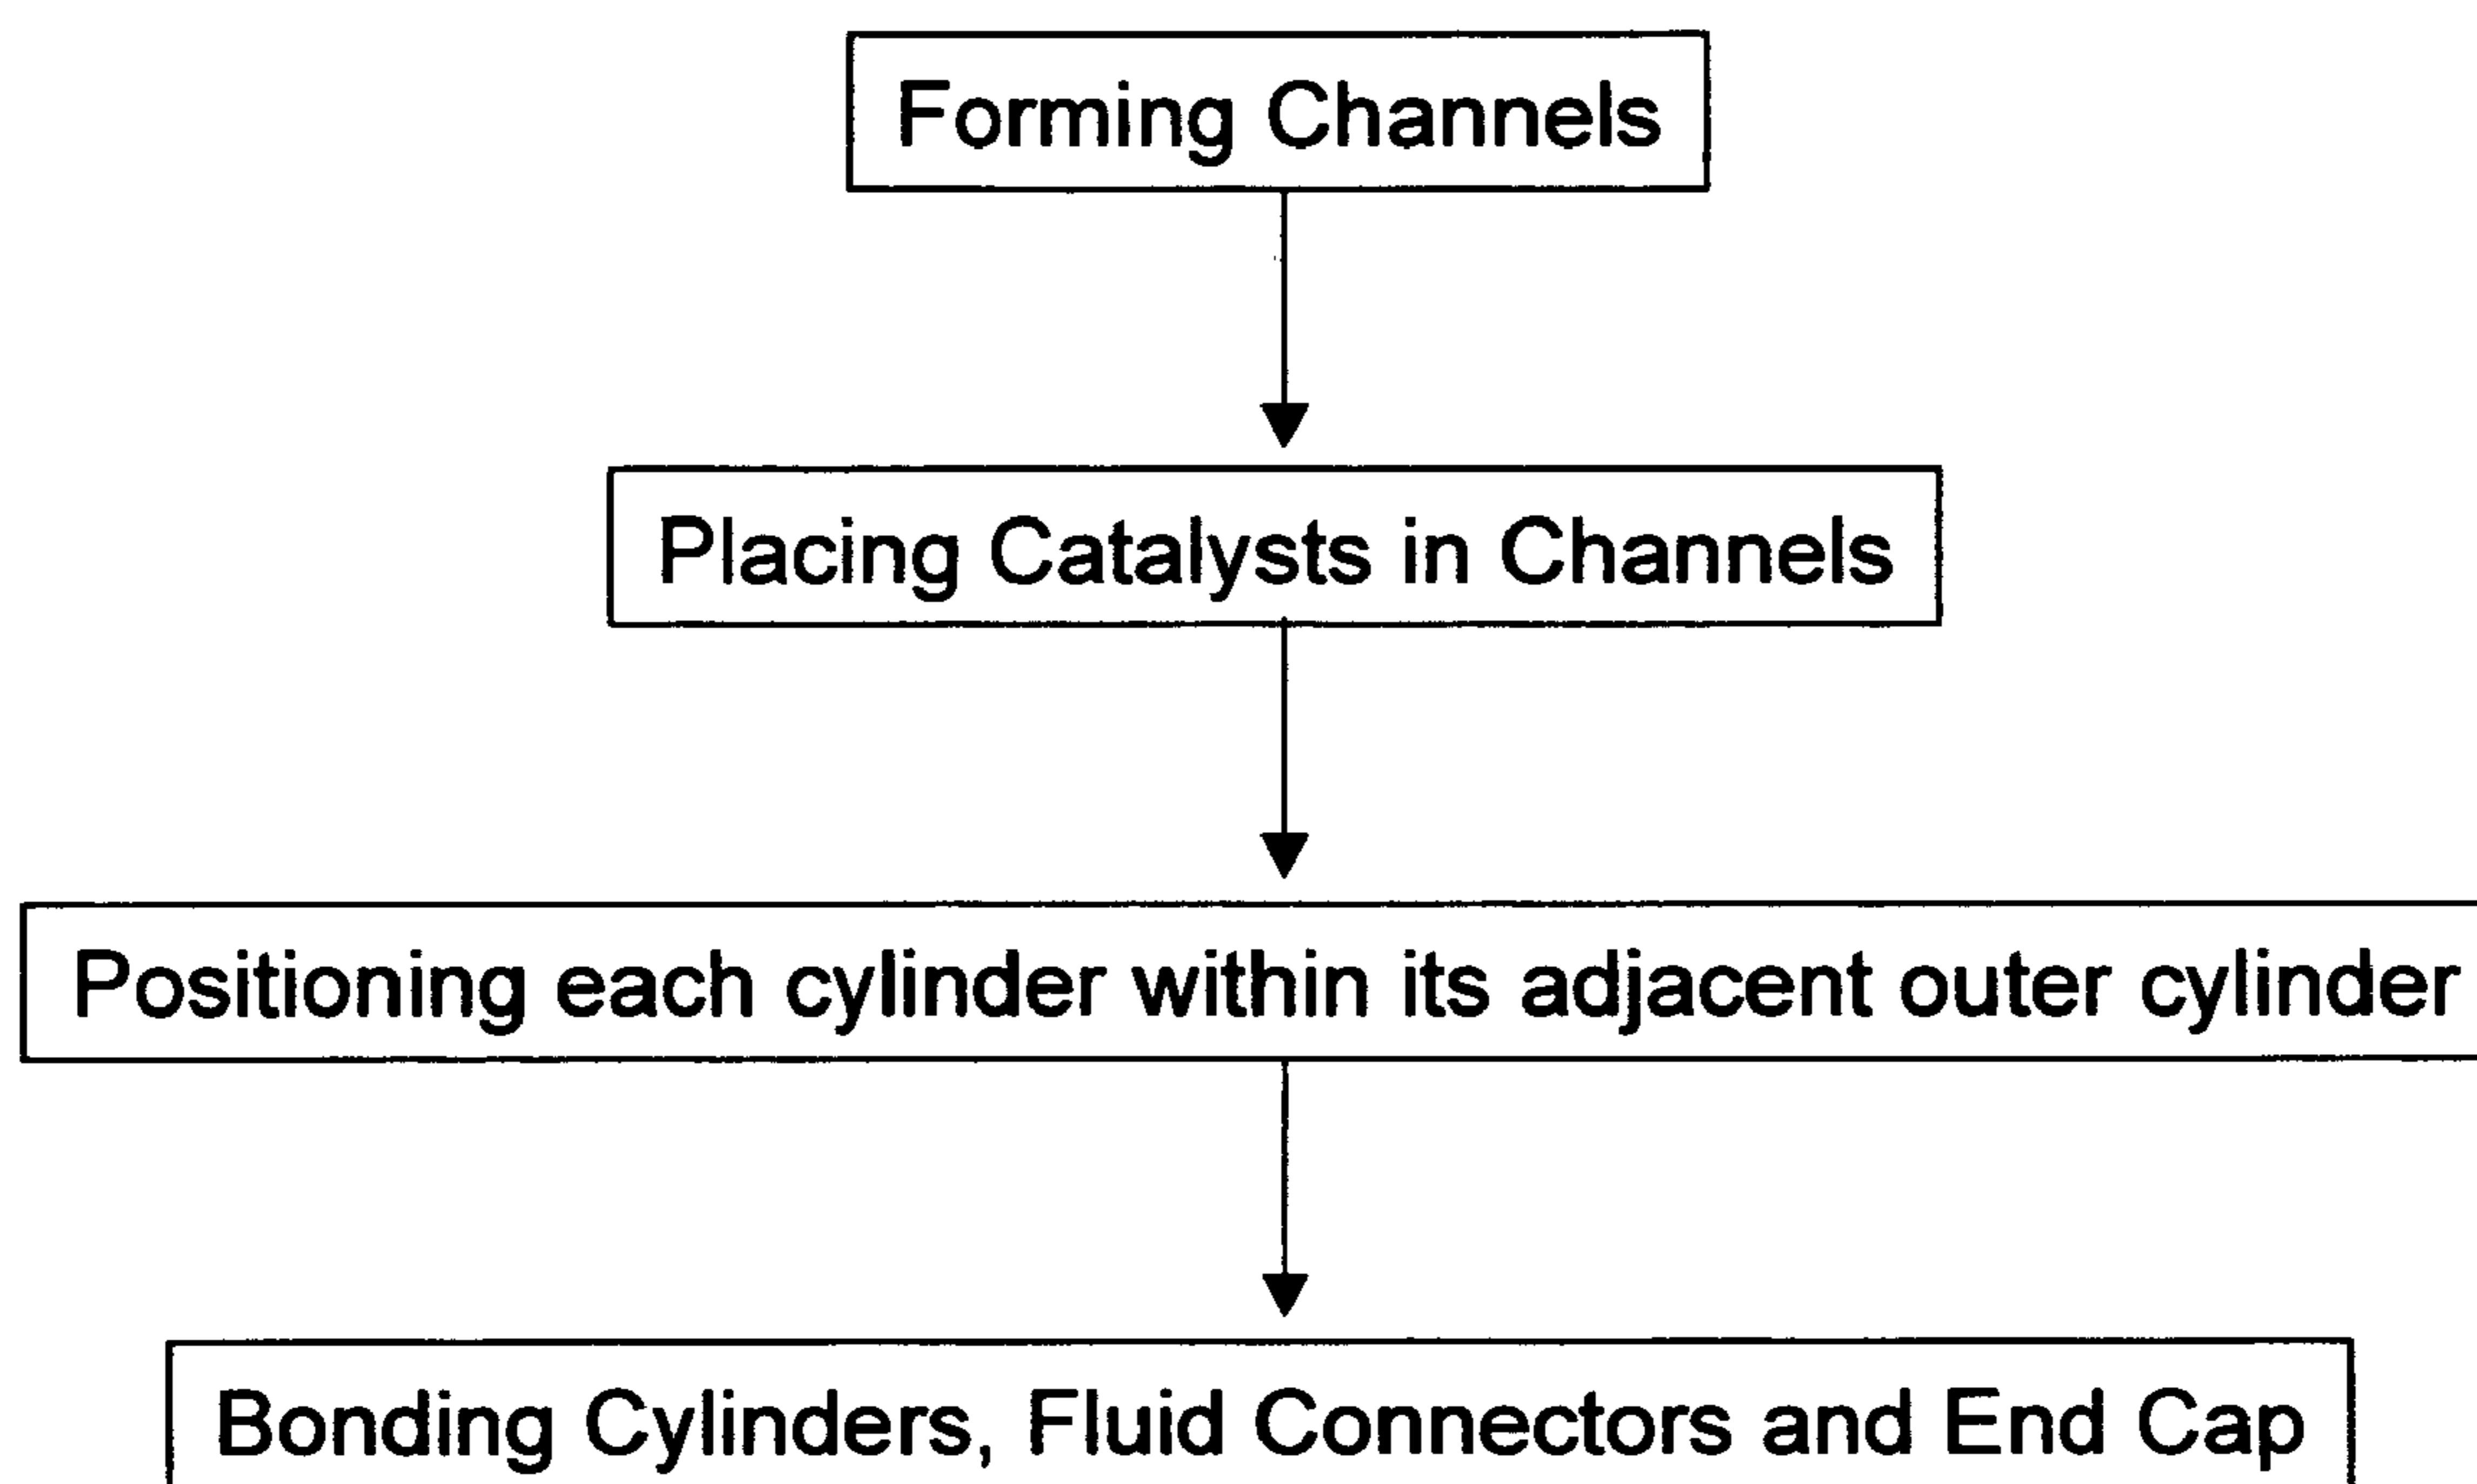 Forming Channels
Placing Catalysts in Channels
Positioning each cylinder within its adjacent outer cylinder
Bonding Cylinders, Fluid Connectors and End Cap